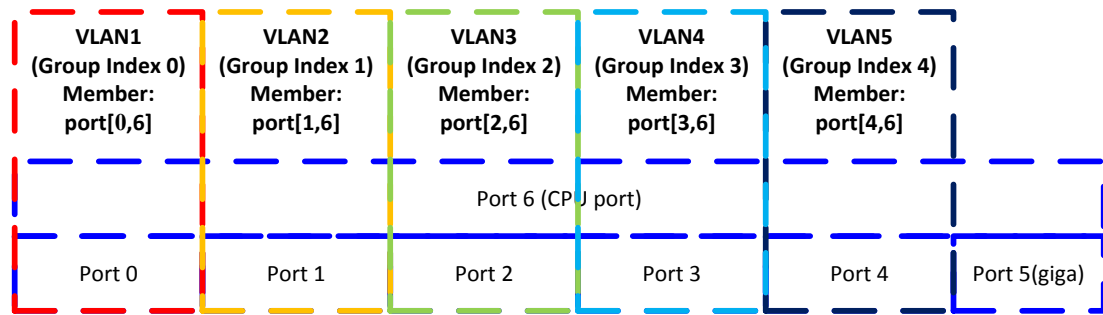 VLAN1
(Group Index 0)
Member:
port[0,6]
VLAN2
(Group Index 1)
Member:
port[1,6]
VLAN3
(Group Index 2)
Member:
port[2,6]
VLAN4
(Group Index 3)
Member:
port[3,6]
VLAN5
(Group Index 4)
Member:
port[4,6]
Port 6 (CPU port)
Port 0
Port 1
Port 2
Port 3
Port 4
Port 5(giga)